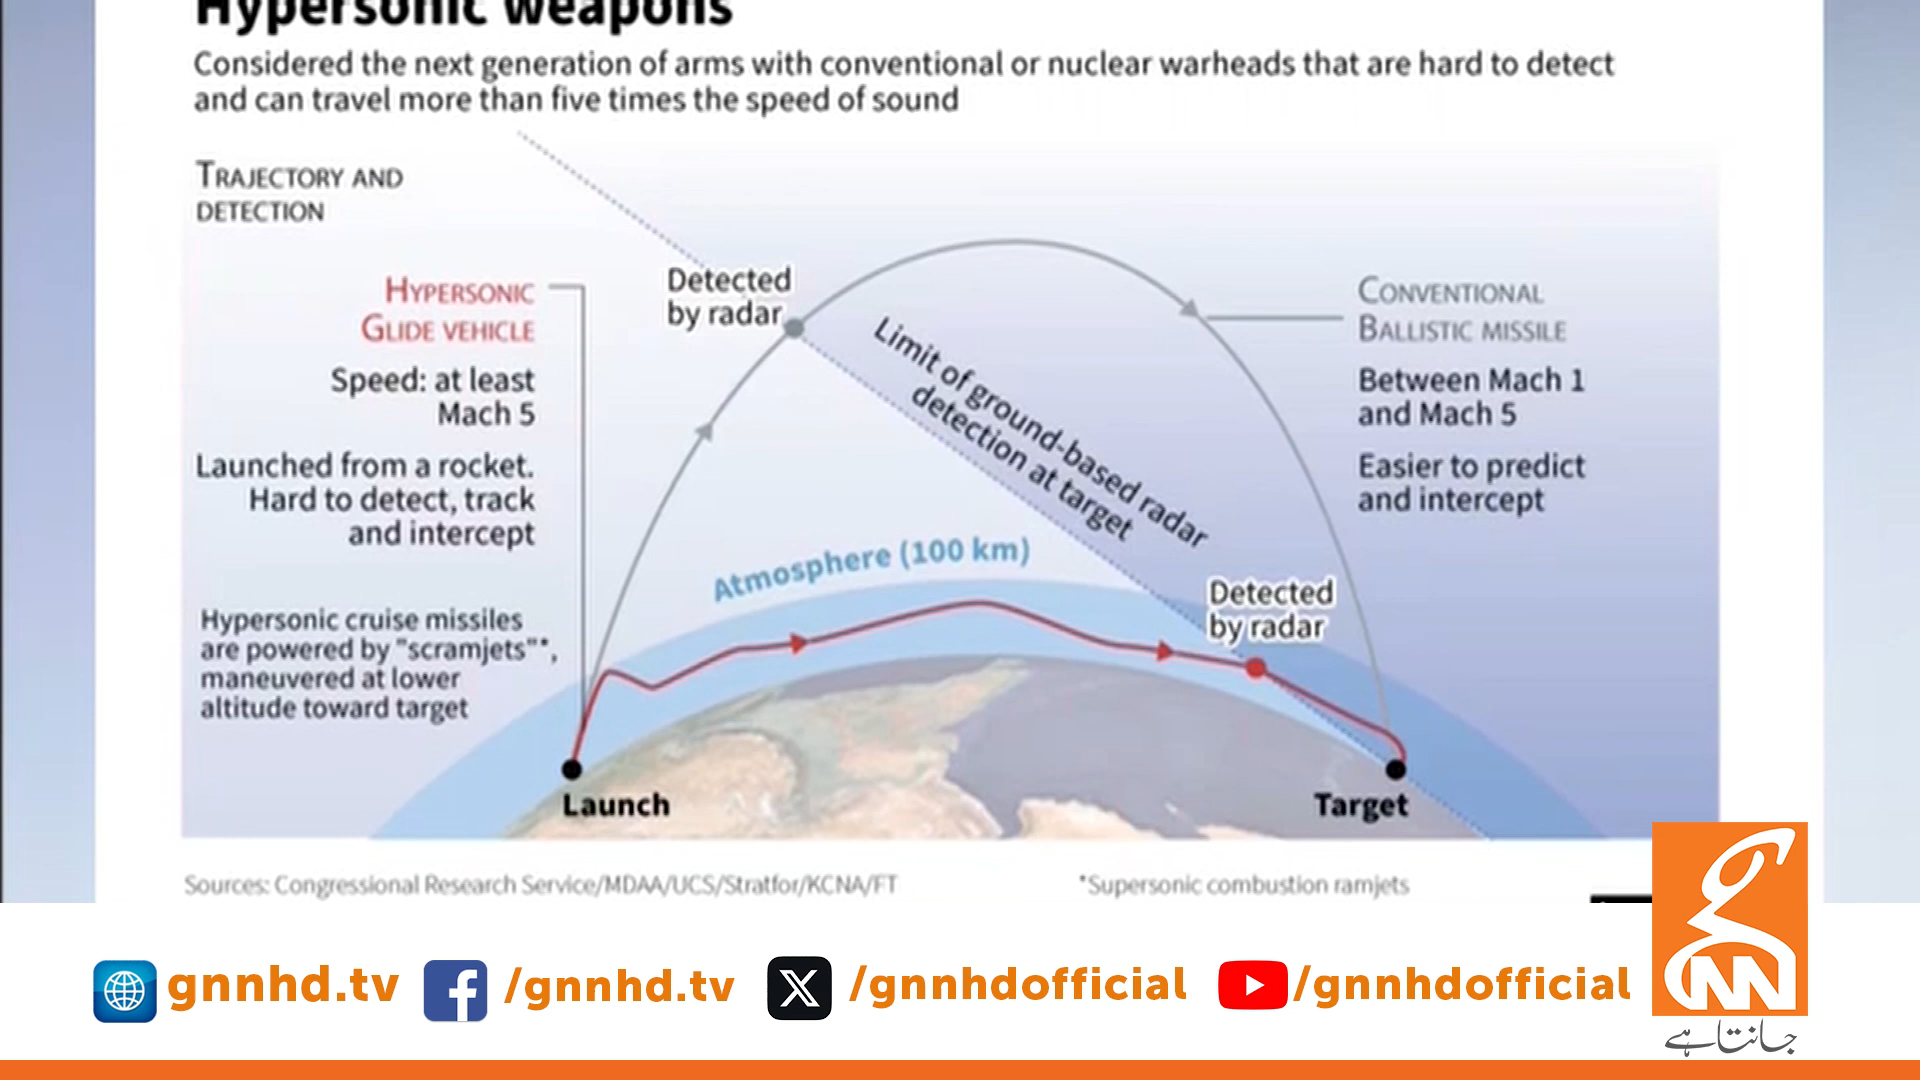 Hypersonic weapons
Considered the next generation of arms with conventional or nuclear warheads that are hard to detect
and can travel more than five times the speed of sound
TRAJECTORY AND
DETECTION
HYPERSONIC
GLIDE VEHICLE
Speed: at least
Mach 5
Launched from a rocket.
Hard to detect, track
and intercept
Hypersonic cruise missiles
are powered by "scramjets"*,
maneuvered at lower
altitude toward target
Detected
by radar
Limit of ground-based radar
detection at target
CONVENTIONAL
BALLISTIC MISSILE
Between Mach 1
and Mach 5
Easier to predict
and intercept
Atmosphere (100 km)
Detected
by radar
Launch
Target
Sources: Congressional Research Service/MDAA/UCS/Stratfor/KCNA/FT
*Supersonic combustion ramjets
gnnhd.tv
/gnnhd.tv
/gnnhdofficial
/gnnhdofficial
GNN
جانتا ہے